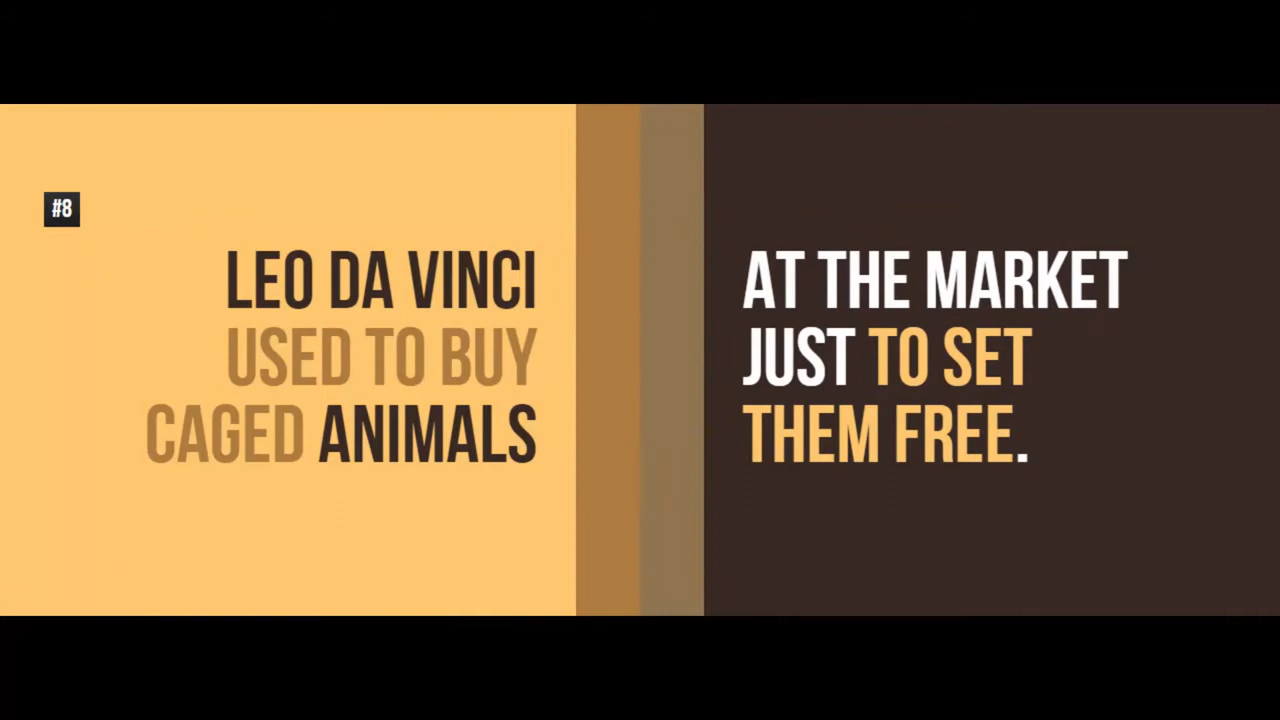 #8
LEO DA VINCI
USED TO BUY
CAGED ANIMALS
AT THE MARKET
JUST TO SET
THEM FREE.